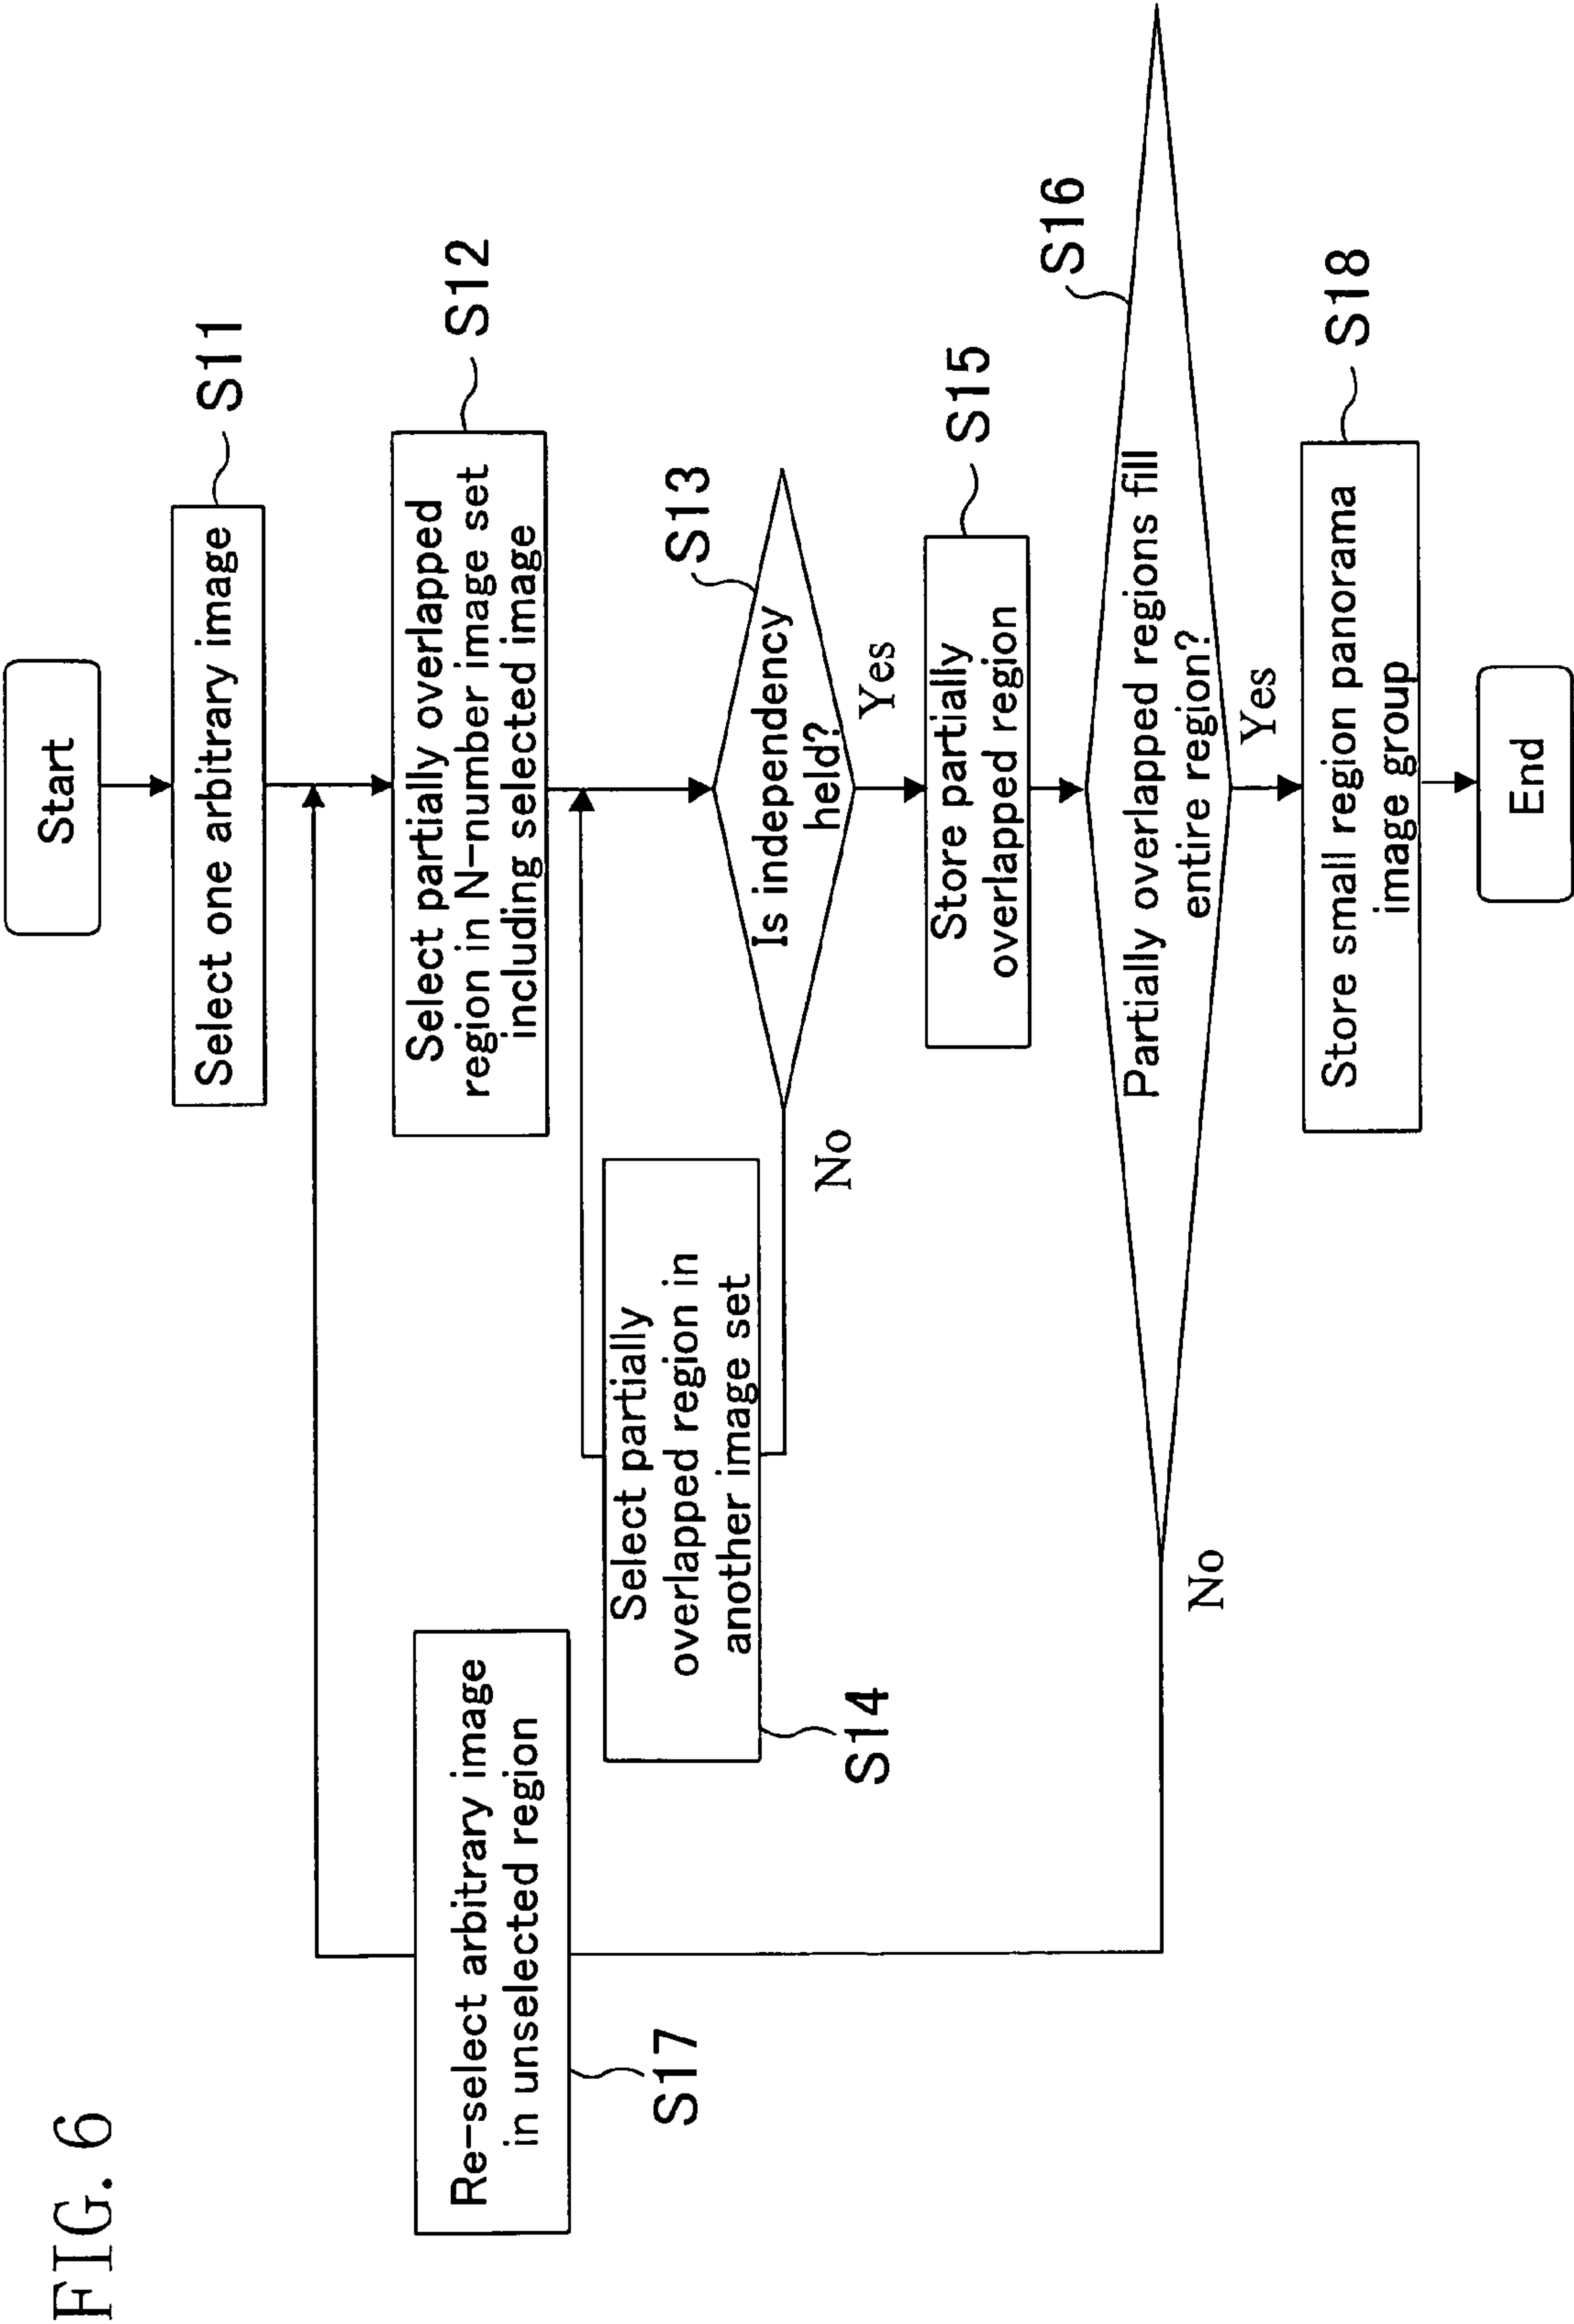 FIG. 6
Start
Select one arbitrary image
S11
Select partially overlapped
region in N-number image set
including selected image
S12
Is independency
held?
S13
Yes
No
Select partially
overlapped region in
another image set
S14
Store partially
overlapped region
S15
Partially overlapped regions fill
entire region?
S16
Yes
No
Re-select arbitrary image
in unselected region
S17
Store small region panorama
image group
S18
End